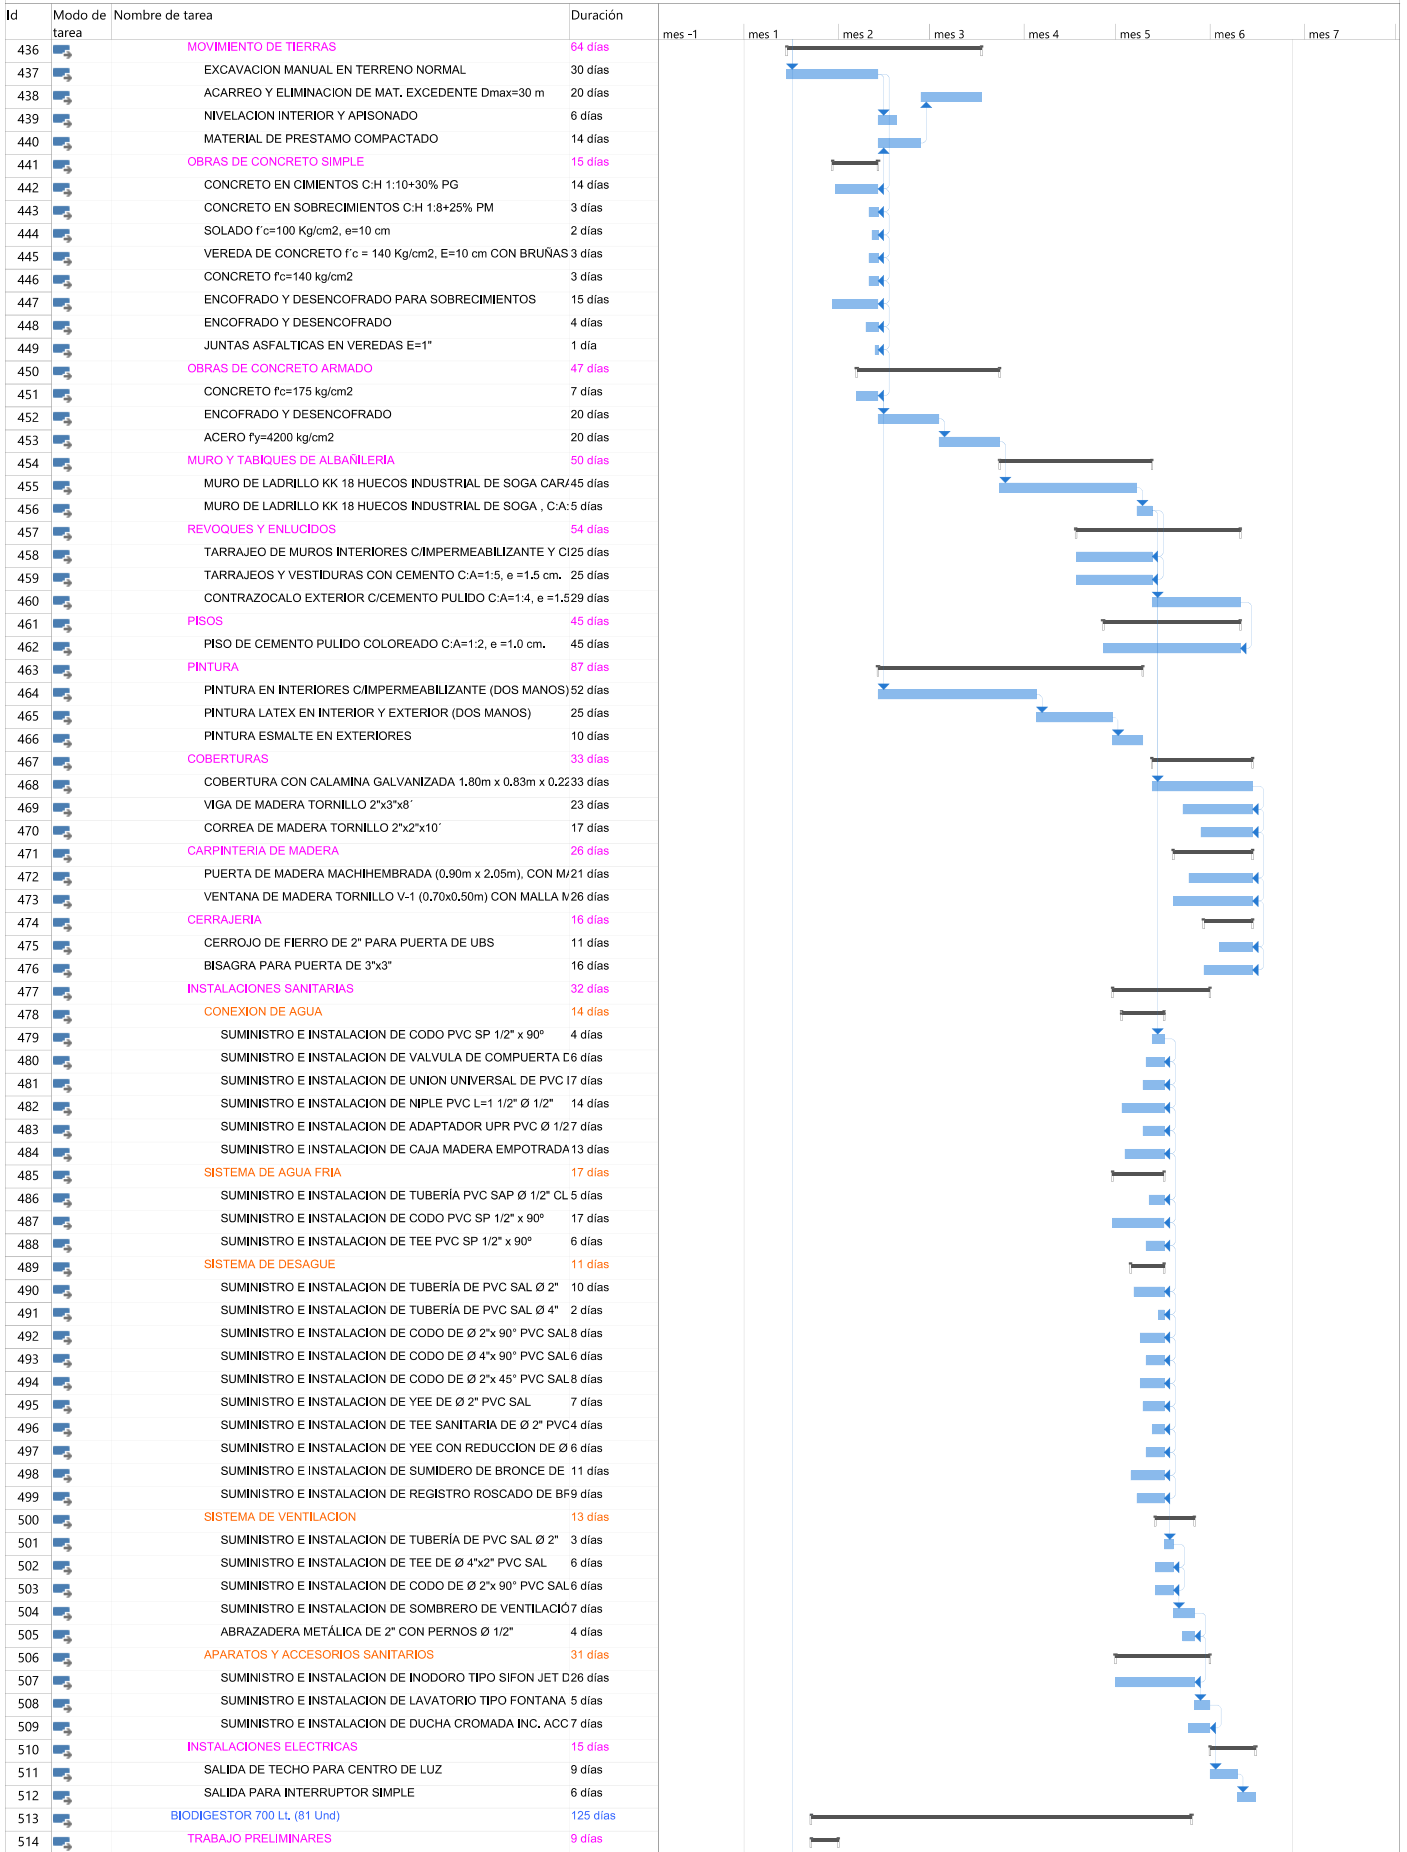 Id Modo de tarea Nombre de tarea Duración mes -1 mes 1 mes 2 mes 3 mes 4 mes 5 mes 6 mes 7
436 MOVIMIENTO DE TIERRAS 64 días
437 EXCAVACION MANUAL EN TERRENO NORMAL 30 días
438 ACARREO Y ELIMINACION DE MAT. EXCEDENTE Dmax=30 m 20 días
439 NIVELACION INTERIOR Y APISONADO 6 días
440 MATERIAL DE PRESTAMO COMPACTADO 14 días
441 OBRAS DE CONCRETO SIMPLE 15 días
442 CONCRETO EN CIMIENTOS C:H 1:10+30% PG 14 días
443 CONCRETO EN SOBRECIMIENTOS C:H 1:8+25% PM 3 días
444 SOLADO f´c=100 Kg/cm2, e=10 cm 2 días
445 VEREDA DE CONCRETO f´c = 140 Kg/cm2, E=10 cm CON BRUÑAS 3 días
446 CONCRETO f'c=140 kg/cm2 3 días
447 ENCOFRADO Y DESENCOFRADO PARA SOBRECIMIENTOS 15 días
448 ENCOFRADO Y DESENCOFRADO 4 días
449 JUNTAS ASFALTICAS EN VEREDAS E=1" 1 día
450 OBRAS DE CONCRETO ARMADO 47 días
451 CONCRETO f'c=175 kg/cm2 7 días
452 ENCOFRADO Y DESENCOFRADO 20 días
453 ACERO f'y=4200 kg/cm2 20 días
454 MURO Y TABIQUES DE ALBAÑILERIA 50 días
455 MURO DE LADRILLO KK 18 HUECOS INDUSTRIAL DE SOGA CARA 45 días
456 MURO DE LADRILLO KK 18 HUECOS INDUSTRIAL DE SOGA , C:A: 5 días
457 REVOQUES Y ENLUCIDOS 54 días
458 TARRAJEO DE MUROS INTERIORES C/IMPERMEABILIZANTE Y CI 25 días
459 TARRAJEOS Y VESTIDURAS CON CEMENTO C:A=1:5, e =1.5 cm. 25 días
460 CONTRAZOCALO EXTERIOR C/CEMENTO PULIDO C:A=1:4, e =1.5 29 días
461 PISOS 45 días
462 PISO DE CEMENTO PULIDO COLOREADO C:A=1:2, e =1.0 cm. 45 días
463 PINTURA 87 días
464 PINTURA EN INTERIORES C/IMPERMEABILIZANTE (DOS MANOS) 52 días
465 PINTURA LATEX EN INTERIOR Y EXTERIOR (DOS MANOS) 25 días
466 PINTURA ESMALTE EN EXTERIORES 10 días
467 COBERTURAS 33 días
468 COBERTURA CON CALAMINA GALVANIZADA 1.80m x 0.83m x 0.22 33 días
469 VIGA DE MADERA TORNILLO 2"x3"x8´ 23 días
470 CORREA DE MADERA TORNILLO 2"x2"x10´ 17 días
471 CARPINTERIA DE MADERA 26 días
472 PUERTA DE MADERA MACHIHEMBRADA (0.90m x 2.05m), CON MA 21 días
473 VENTANA DE MADERA TORNILLO V-1 (0.70x0.50m) CON MALLA M 26 días
474 CERRAJERIA 16 días
475 CERROJO DE FIERRO DE 2" PARA PUERTA DE UBS 11 días
476 BISAGRA PARA PUERTA DE 3"x3" 16 días
477 INSTALACIONES SANITARIAS 32 días
478 CONEXION DE AGUA 14 días
479 SUMINISTRO E INSTALACION DE CODO PVC SP 1/2" x 90º 4 días
480 SUMINISTRO E INSTALACION DE VALVULA DE COMPUERTA D 6 días
481 SUMINISTRO E INSTALACION DE UNION UNIVERSAL DE PVC 7 días
482 SUMINISTRO E INSTALACION DE NIPLE PVC L=1 1/2" Ø 1/2" 14 días
483 SUMINISTRO E INSTALACION DE ADAPTADOR UPR PVC Ø 1/2 7 días
484 SUMINISTRO E INSTALACION DE CAJA MADERA EMPOTRADA 13 días
485 SISTEMA DE AGUA FRIA 17 días
486 SUMINISTRO E INSTALACION DE TUBERÍA PVC SAP Ø 1/2" CL 5 días
487 SUMINISTRO E INSTALACION DE CODO PVC SP 1/2" x 90º 17 días
488 SUMINISTRO E INSTALACION DE TEE PVC SP 1/2" x 90º 6 días
489 SISTEMA DE DESAGUE 11 días
490 SUMINISTRO E INSTALACION DE TUBERÍA DE PVC SAL Ø 2" 10 días
491 SUMINISTRO E INSTALACION DE TUBERÍA DE PVC SAL Ø 4" 2 días
492 SUMINISTRO E INSTALACION DE CODO DE Ø 2"x 90° PVC SAL 8 días
493 SUMINISTRO E INSTALACION DE CODO DE Ø 4"x 90° PVC SAL 6 días
494 SUMINISTRO E INSTALACION DE CODO DE Ø 2"x 45° PVC SAL 8 días
495 SUMINISTRO E INSTALACION DE YEE DE Ø 2" PVC SAL 7 días
496 SUMINISTRO E INSTALACION DE TEE SANITARIA DE Ø 2" PVC 4 días
497 SUMINISTRO E INSTALACION DE YEE CON REDUCCION DE Ø 6 días
498 SUMINISTRO E INSTALACION DE SUMIDERO DE BRONCE DE 11 días
499 SUMINISTRO E INSTALACION DE REGISTRO ROSCADO DE BR 9 días
500 SISTEMA DE VENTILACION 13 días
501 SUMINISTRO E INSTALACION DE TUBERÍA DE PVC SAL Ø 2" 3 días
502 SUMINISTRO E INSTALACION DE TEE DE Ø 4"x2" PVC SAL 6 días
503 SUMINISTRO E INSTALACION DE CODO DE Ø 2"x 90° PVC SAL 6 días
504 SUMINISTRO E INSTALACION DE SOMBRERO DE VENTILACIÓ 7 días
505 ABRAZADERA METÁLICA DE 2" CON PERNOS Ø 1/2" 4 días
506 APARATOS Y ACCESORIOS SANITARIOS 31 días
507 SUMINISTRO E INSTALACION DE INODORO TIPO SIFON JET D 26 días
508 SUMINISTRO E INSTALACION DE LAVATORIO TIPO FONTANA 5 días
509 SUMINISTRO E INSTALACION DE DUCHA CROMADA INC. ACC 7 días
510 INSTALACIONES ELECTRICAS 15 días
511 SALIDA DE TECHO PARA CENTRO DE LUZ 9 días
512 SALIDA PARA INTERRUPTOR SIMPLE 6 días
513 BIODIGESTOR 700 Lt. (81 Und) 125 días
514 TRABAJO PRELIMINARES 9 días